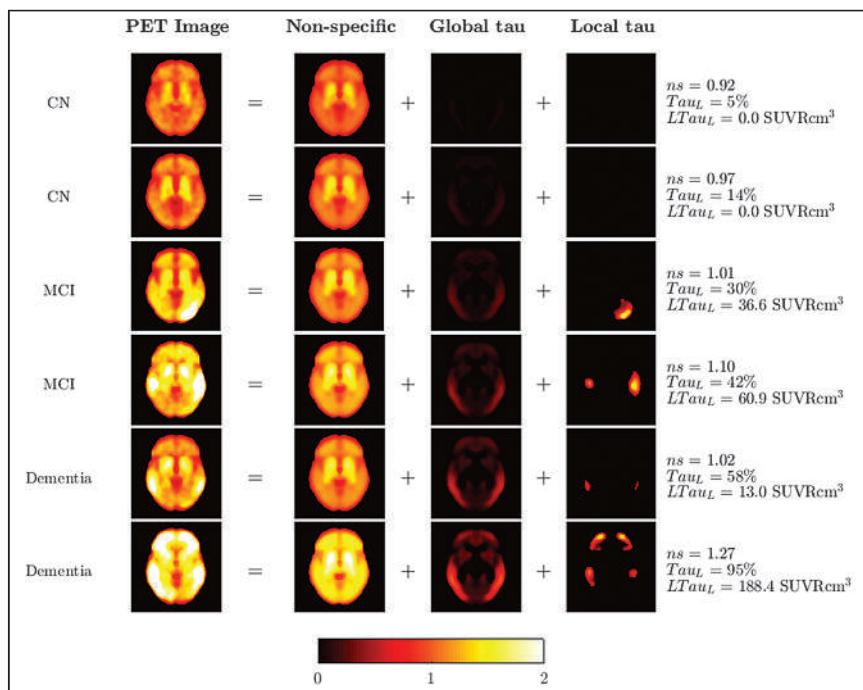 PET Image Non-specific Global tau Local tau
CN = + +
ns = 0.92
Tau_L = 5%
LTau_L = 0.0 SUVRcm³
CN = + +
ns = 0.97
Tau_L = 14%
LTau_L = 0.0 SUVRcm³
MCI = + +
ns = 1.01
Tau_L = 30%
LTau_L = 36.6 SUVRcm³
MCI = + +
ns = 1.10
Tau_L = 42%
LTau_L = 60.9 SUVRcm³
Dementia = + +
ns = 1.02
Tau_L = 58%
LTau_L = 13.0 SUVRcm³
Dementia = + +
ns = 1.27
Tau_L = 95%
LTau_L = 188.4 SUVRcm³
0 1 2